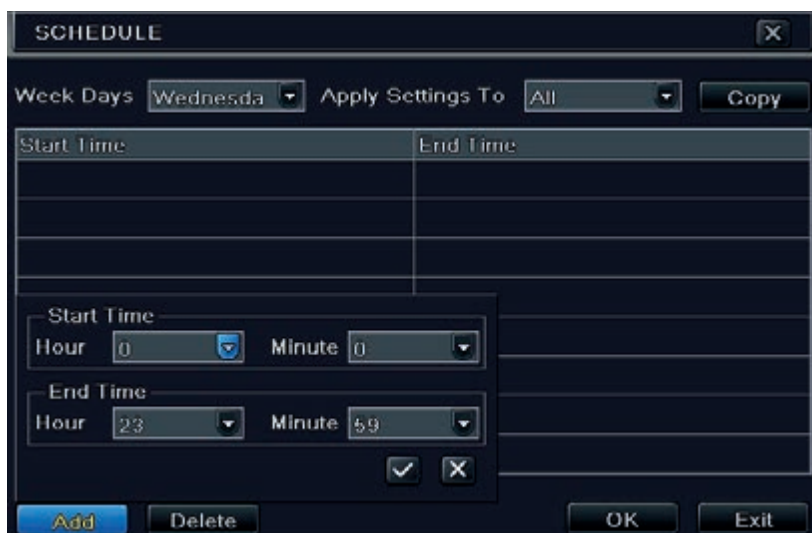 SCHEDULE
Week Days Wednesda Apply Settings To All Copy
Start Time End Time
Start Time
Hour 0 Minute 0
End Time
Hour 23 Minute 59
Add Delete OK Exit